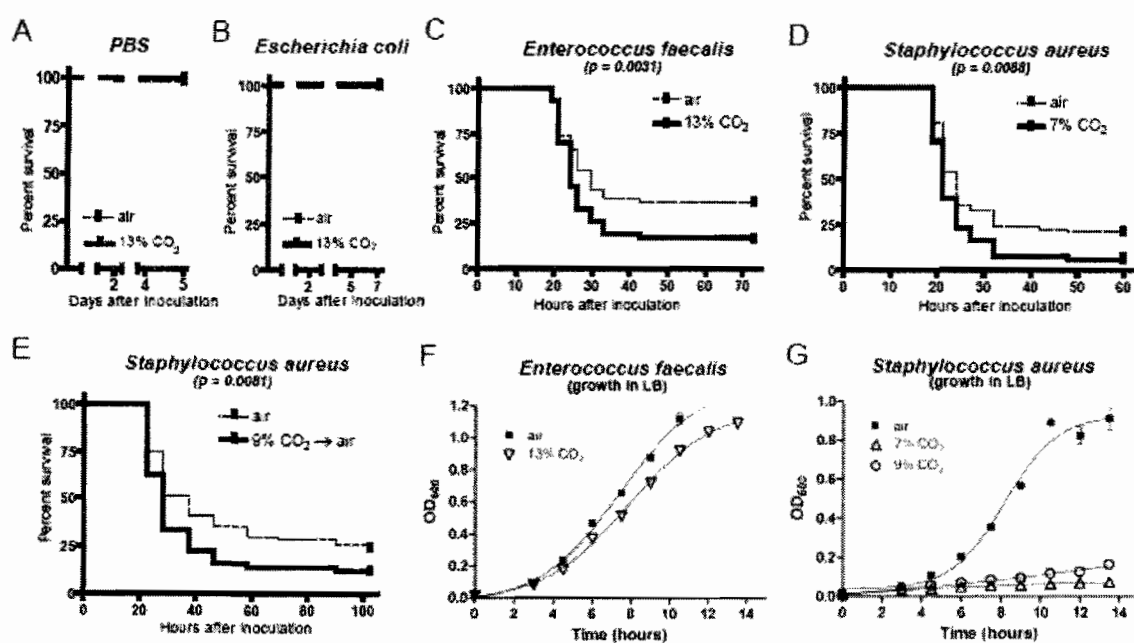 A
PBS
Percent survival
100
75
50
25
0
air
13% CO₂
2
4
5
Days after inoculation
B
Escherichia coli
Percent survival
100
75
50
25
0
air
13% CO₂
2
5
7
Days after inoculation
C
Enterococcus faecalis
(p = 0.0031)
Percent survival
100
75
50
25
0
air
13% CO₂
0 10 20 30 40 50 60 70
Hours after inoculation
D
Staphylococcus aureus
(p = 0.0088)
Percent survival
100
75
50
25
0
air
7% CO₂
0 10 20 30 40 50 60
Hours after inoculation
E
Staphylococcus aureus
(p = 0.0081)
Percent survival
100
75
50
25
0
air
9% CO₂ → air
0 20 40 60 80 100
Hours after inoculation
F
Enterococcus faecalis
(growth in LB)
OD₆₀₀
1.2
1.0
0.8
0.6
0.4
0.2
0.0
air
13% CO₂
0 2 4 6 8 10 12 14
Time (hours)
G
Staphylococcus aureus
(growth in LB)
OD₆₀₀
1.0
0.8
0.6
0.4
0.2
0.0
air
7% CO₂
9% CO₂
0 2 4 6 8 10 12 14
Time (hours)